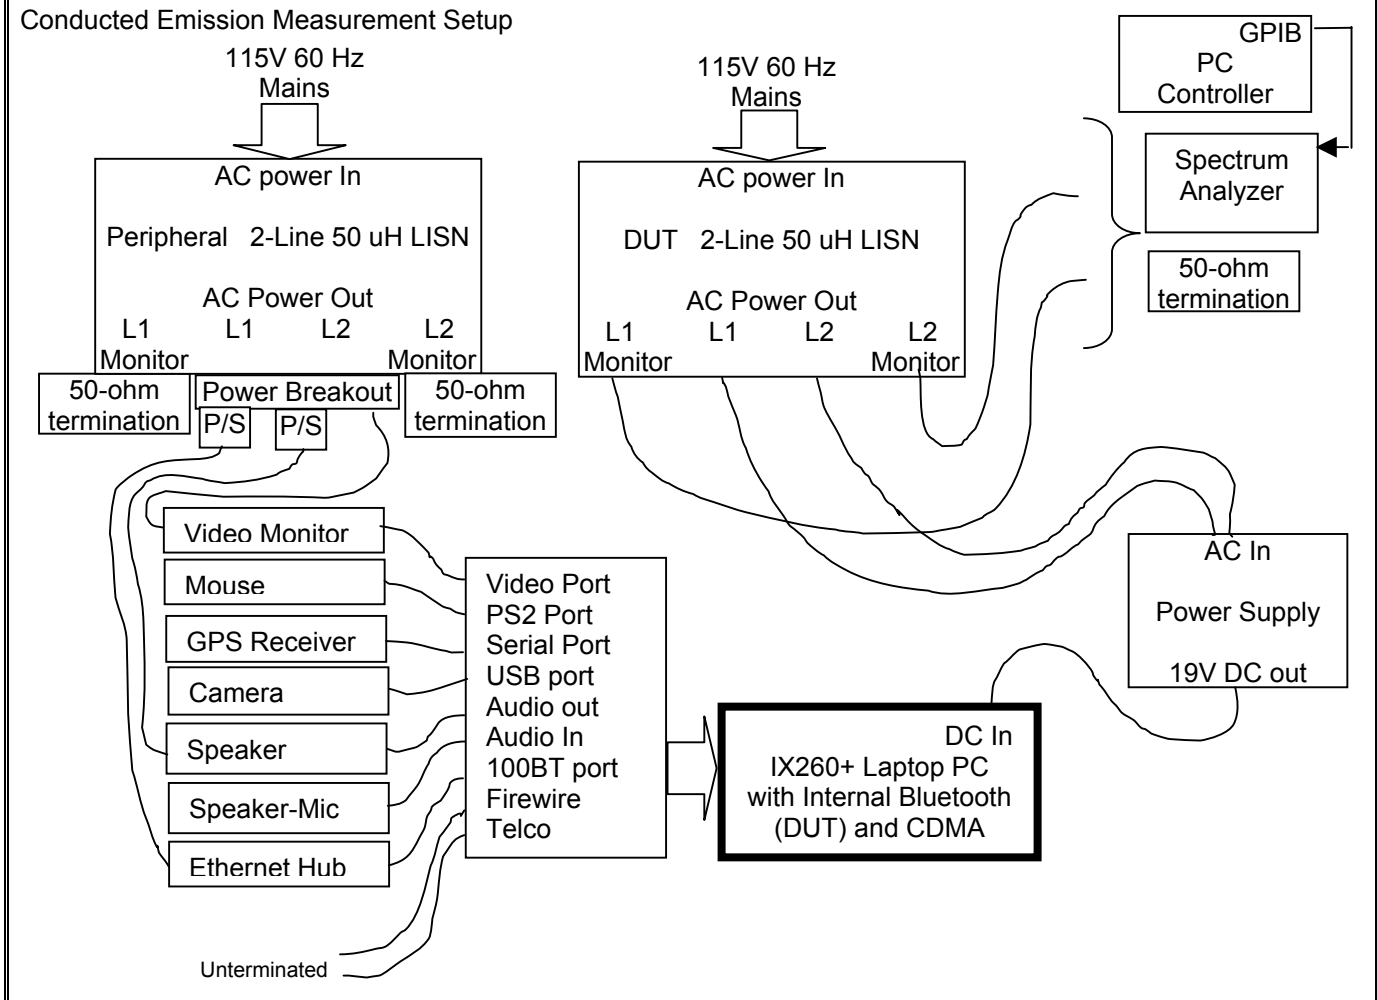 Conducted Emission Measurement Setup
115V 60 Hz
Mains
AC power In
Peripheral 2-Line 50 uH LISN
AC Power Out
L1 L1 L2 L2
Monitor Monitor
50-ohm
termination
Power Breakout
P/S
P/S
50-ohm
termination
115V 60 Hz
Mains
AC power In
DUT 2-Line 50 uH LISN
AC Power Out
L1 L1 L2 L2
Monitor Monitor
GPIB
PC
Controller
Spectrum
Analyzer
50-ohm
termination
Video Monitor
Mouse
GPS Receiver
Camera
Speaker
Speaker-Mic
Ethernet Hub
Unterminated
Video Port
PS2 Port
Serial Port
USB port
Audio out
Audio In
100BT port
Firewire
Telco
AC In
Power Supply
19V DC out
DC In
IX260+ Laptop PC
with Internal Bluetooth
(DUT) and CDMA